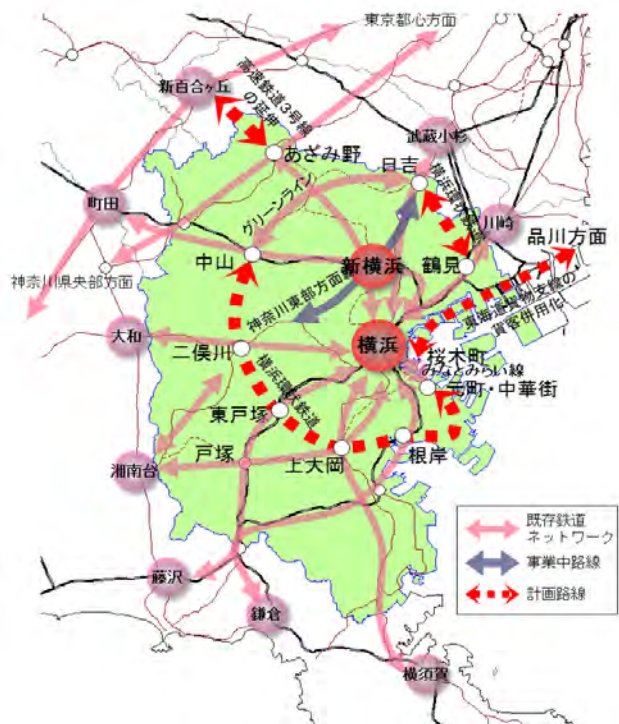 東京都心方面
新百合ヶ丘
高速鉄道3号線
の延伸
武蔵小杉
あざみ野
日吉
グリーンライン
横浜環状鉄道
町田
川崎
品川方面
中山
新横浜
鶴見
神奈川県央部方面
神奈川東部方面線
東海道貨物支線の
貨客併用化
大和
横浜
二俣川
桜木町
みなとみらい線
元町・中華街
横浜環状鉄道
東戸塚
戸塚
上大岡
根岸
湘南台
既存鉄道
ネットワーク
事業中路線
計画路線
藤沢
鎌倉
横須賀